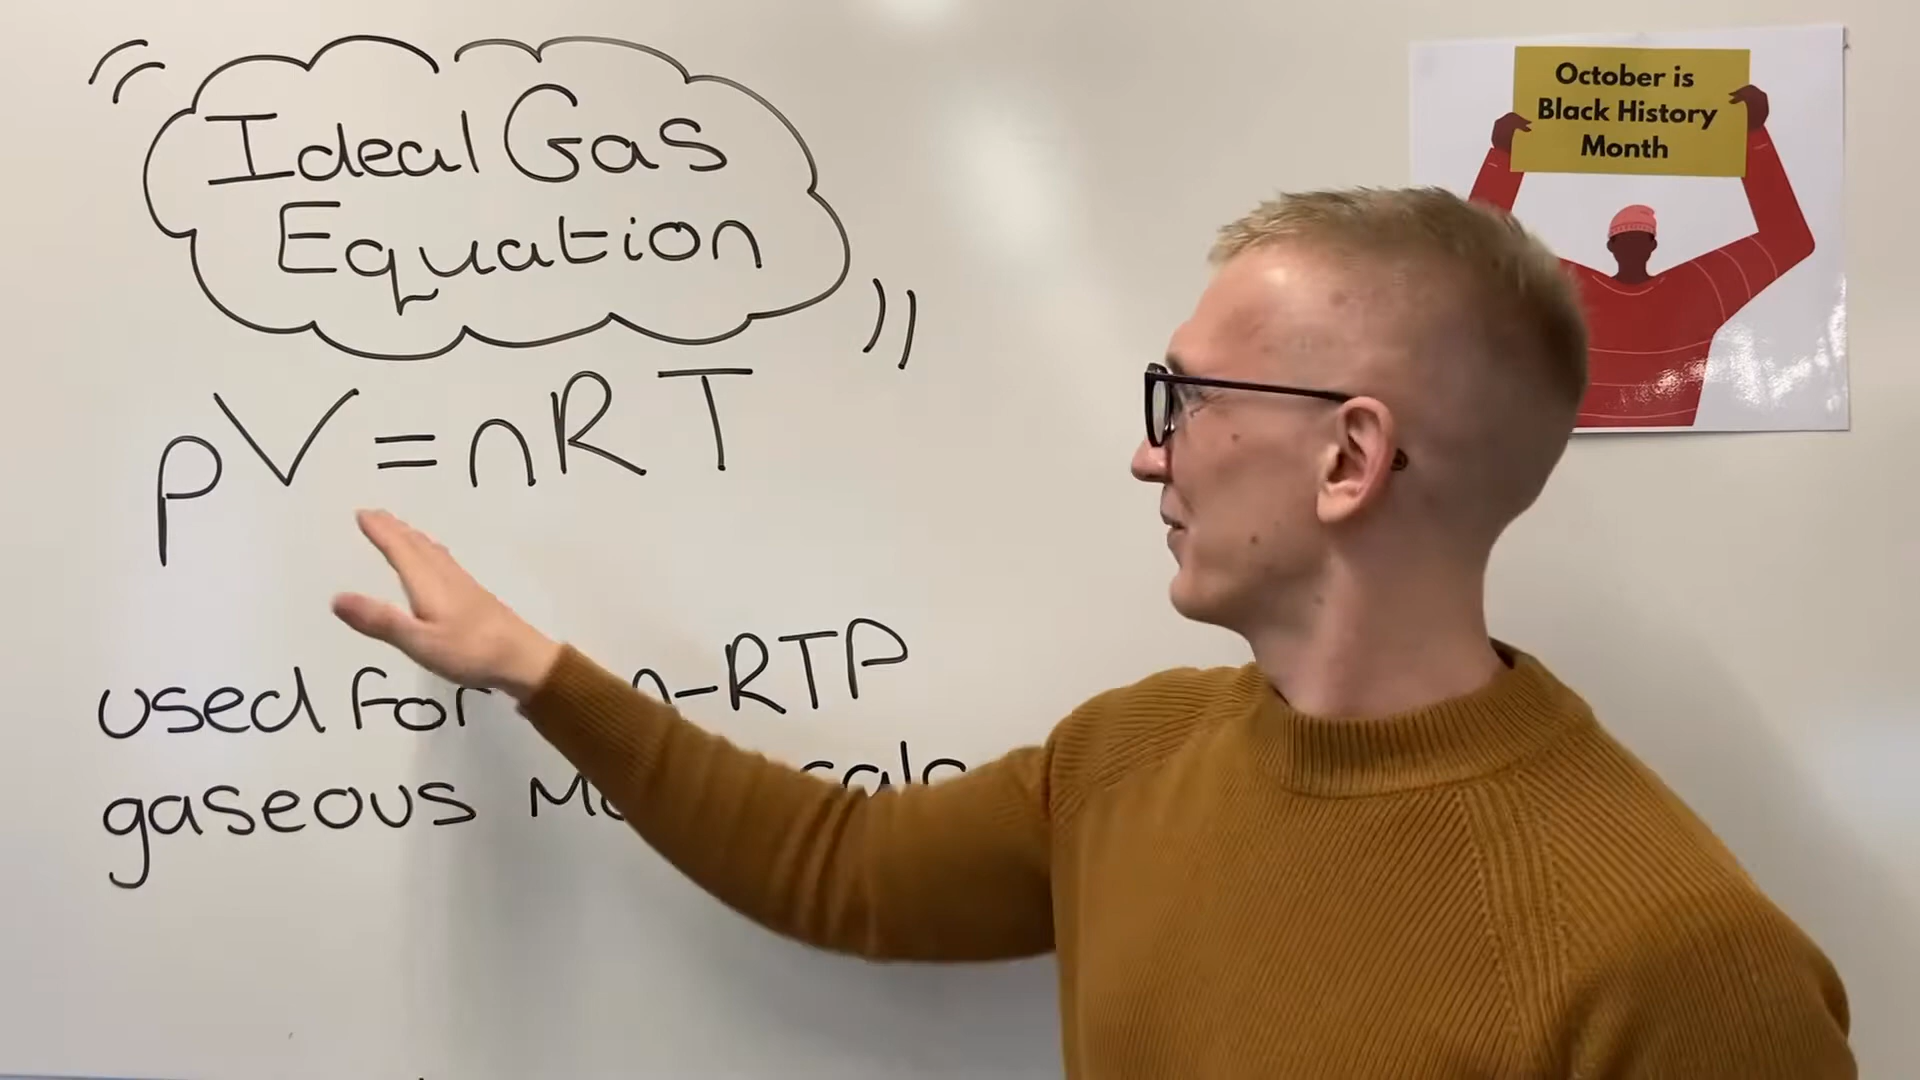 Ideal Gas
Equation
pV = nRT
used for -RTP
gaseous
October is
Black History
Month